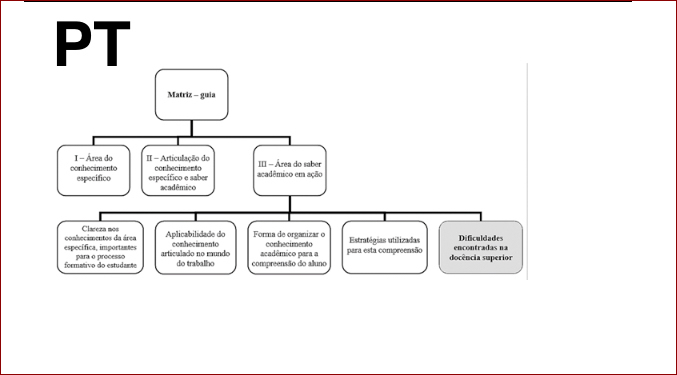 PT
Matriz – guia
I – Área do
conhecimento
específico
II – Articulação do
conhecimento
específico e saber
acadêmico
III – Área do saber
acadêmico em ação
Clareza nos
conhecimentos da área
específica, importantes
para o processo
formativo do estudante
Aplicabilidade do
conhecimento
articulado no mundo
do trabalho
Forma de organizar o
conhecimento
acadêmico para a
compreensão do aluno
Estratégias utilizadas
para esta compreensão
Dificuldades
encontradas na
docência superior